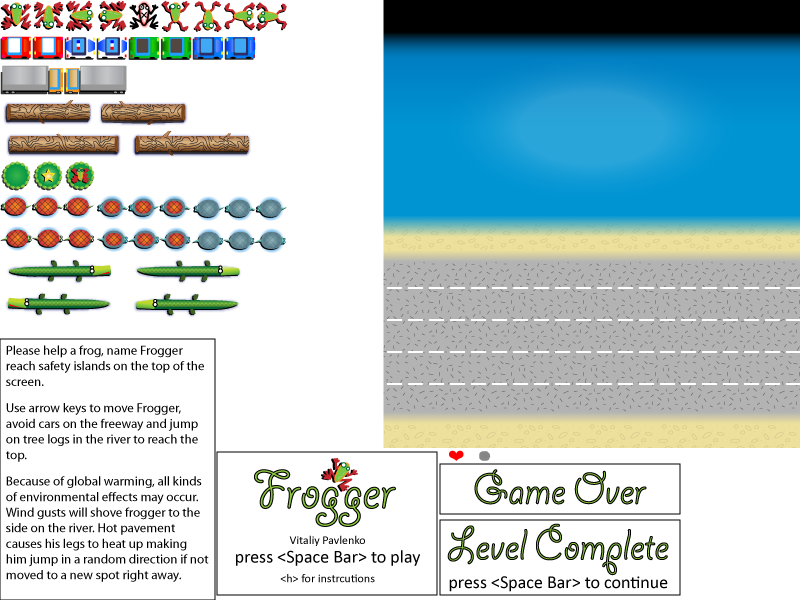 Please help a frog, name Frogger
reach safety islands on the top of the
screen.
Use arrow keys to move Frogger,
avoid cars on the freeway and jump
on tree logs in the river to reach the
top.
Because of global warming, all kinds
of environmental effects may occur.
Wind gusts will shove frogger to the
side on the river. Hot pavement
causes his legs to heat up making
him jump in a random direction if not
moved to a new spot right away.
Frogger
Vitaliy Pavlenko
press <Space Bar> to play
<h> for instrcutions
Game Over
Level Complete
press <Space Bar> to continue